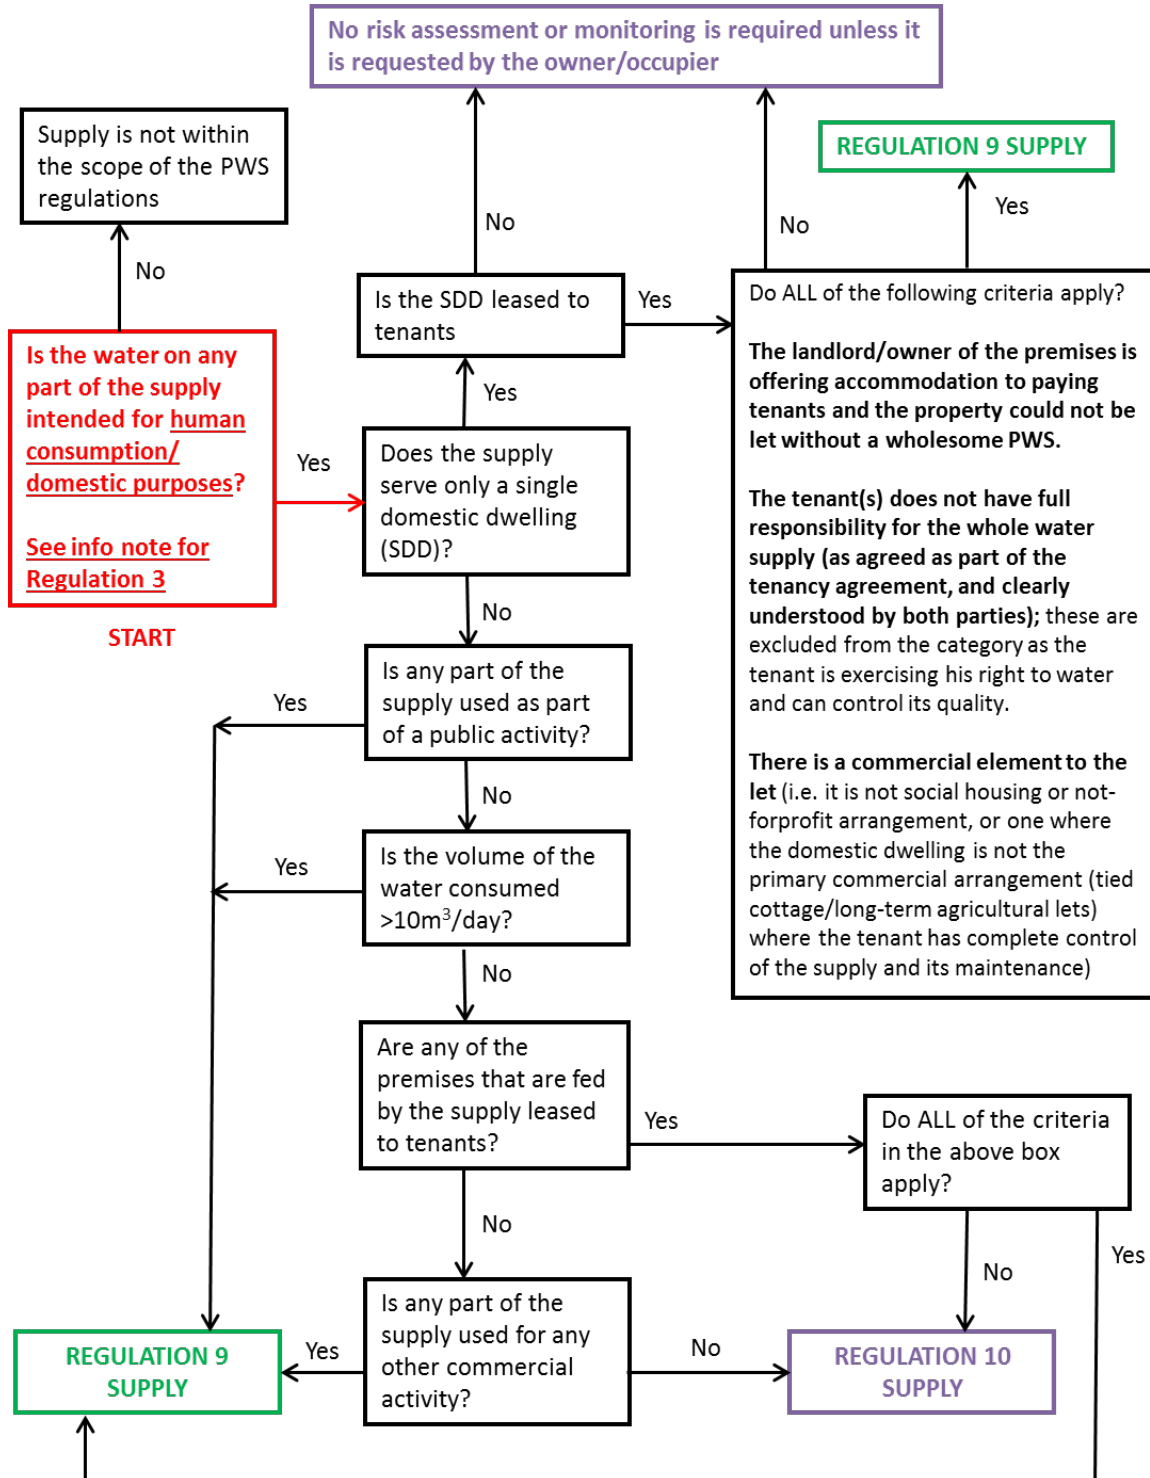 No risk assessment or monitoring is required unless it
is requested by the owner/occupier
Supply is not within
the scope of the PWS
regulations
REGULATION 9 SUPPLY
No
No
Yes
No
Is the SDD leased to
tenants
Yes
Is the water on any
part of the supply
intended for human
consumption/
domestic purposes?
See info note for
Regulation 3
START
Yes
Yes
Does the supply
serve only a single
domestic dwelling
(SDD)?
Do ALL of the following criteria apply?
The landlord/owner of the premises is
offering accommodation to paying
tenants and the property could not be
let without a wholesome PWS.
The tenant(s) does not have full
responsibility for the whole water
supply (as agreed as part of the
tenancy agreement, and clearly
understood by both parties); these are
excluded from the category as the
tenant is exercising his right to water
and can control its quality.
There is a commercial element to the
let (i.e. it is not social housing or not-
forprofit arrangement, or one where
the domestic dwelling is not the
primary commercial arrangement (tied
cottage/long-term agricultural lets)
where the tenant has complete control
of the supply and its maintenance)
No
Is any part of the
supply used as part
of a public activity?
Yes
No
Is the volume of the
water consumed
>10m³/day?
Yes
No
Are any of the
premises that are fed
by the supply leased
to tenants?
Yes
Do ALL of the criteria
in the above box
apply?
No
No
Yes
Is any part of the
supply used for any
other commercial
activity?
Yes
No
REGULATION 9
SUPPLY
REGULATION 10
SUPPLY